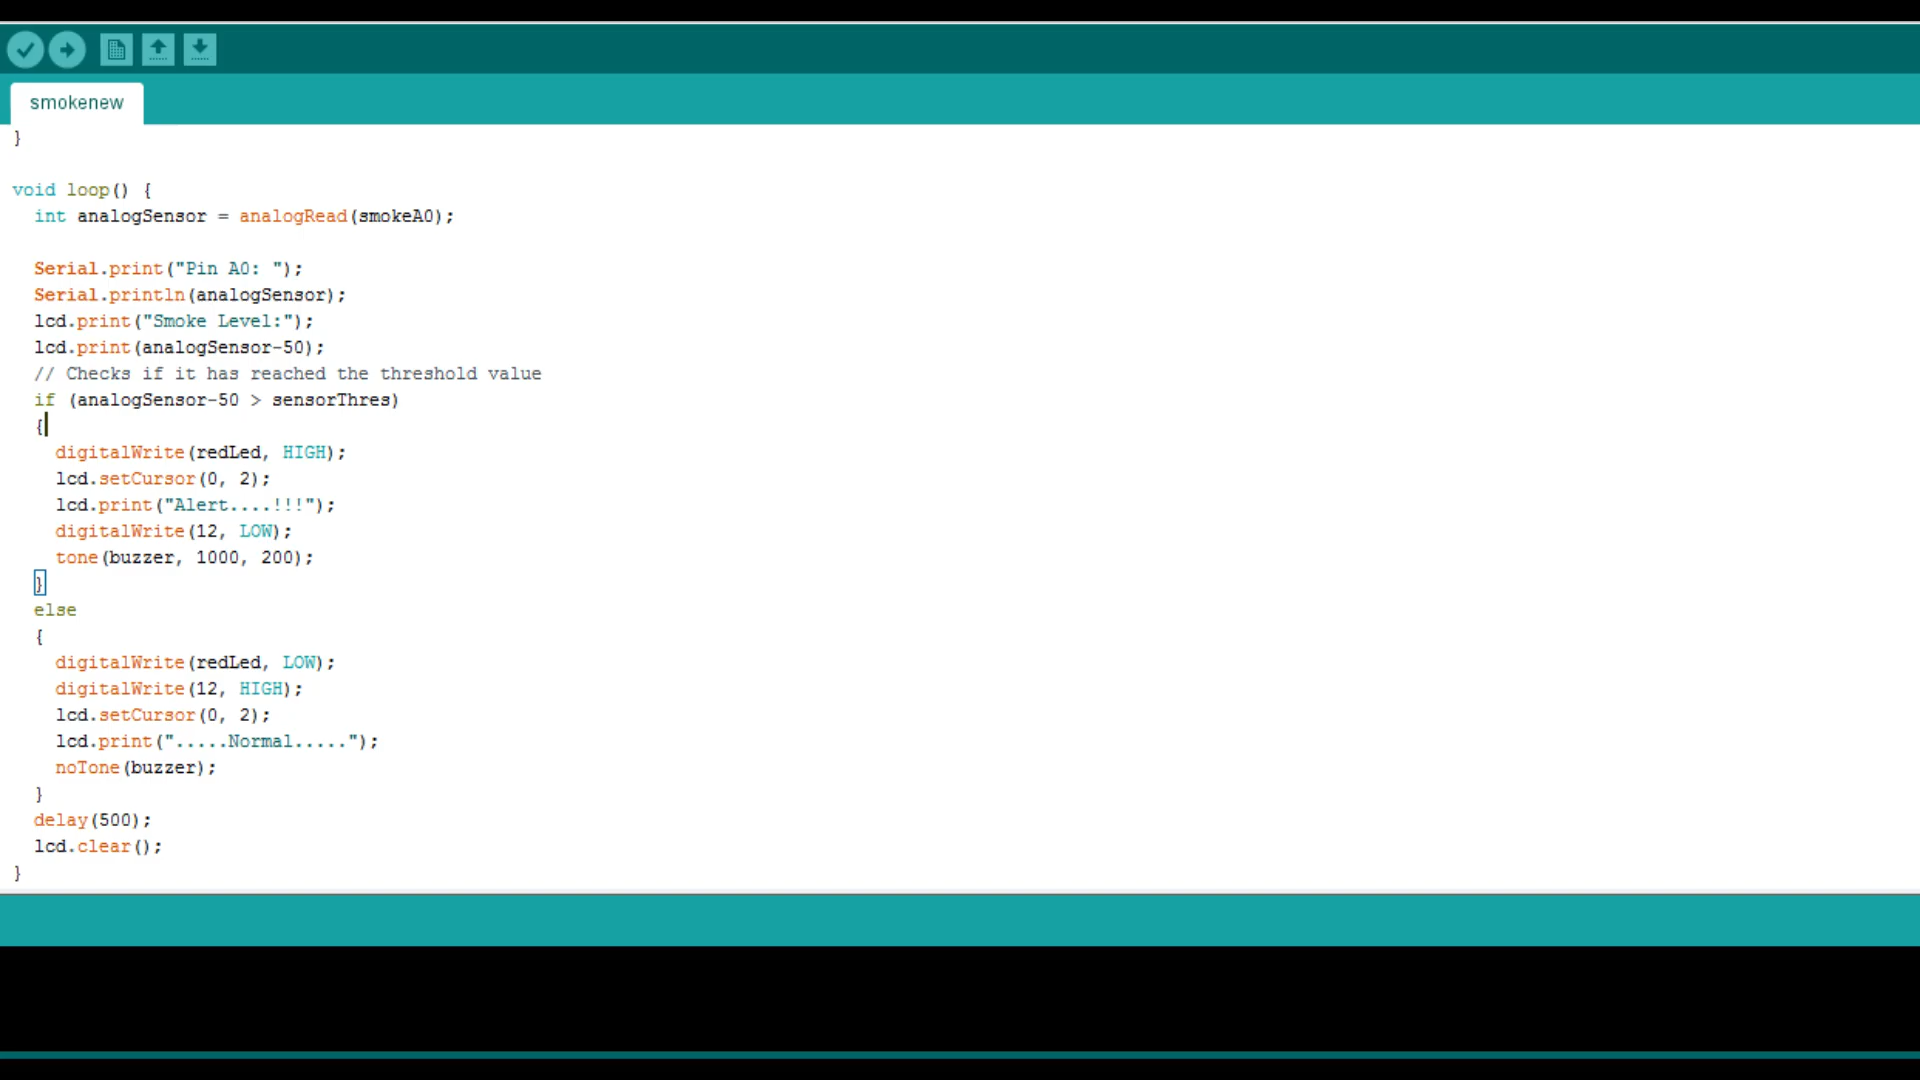 smokenew
}
void loop() {
int analogSensor = analogRead(smokeA0);
Serial.print("Pin A0: ");
Serial.println(analogSensor);
lcd.print("Smoke Level:");
lcd.print(analogSensor-50);
// Checks if it has reached the threshold value
if (analogSensor-50 > sensorThres)
{
digitalWrite(redLed, HIGH);
lcd.setCursor(0, 2);
lcd.print("Alert....!!!");
digitalWrite(12, LOW);
tone(buzzer, 1000, 200);
}
else
{
digitalWrite(redLed, LOW);
digitalWrite(12, HIGH);
lcd.setCursor(0, 2);
lcd.print(".....Normal.....");
noTone(buzzer);
}
delay(500);
lcd.clear();
}